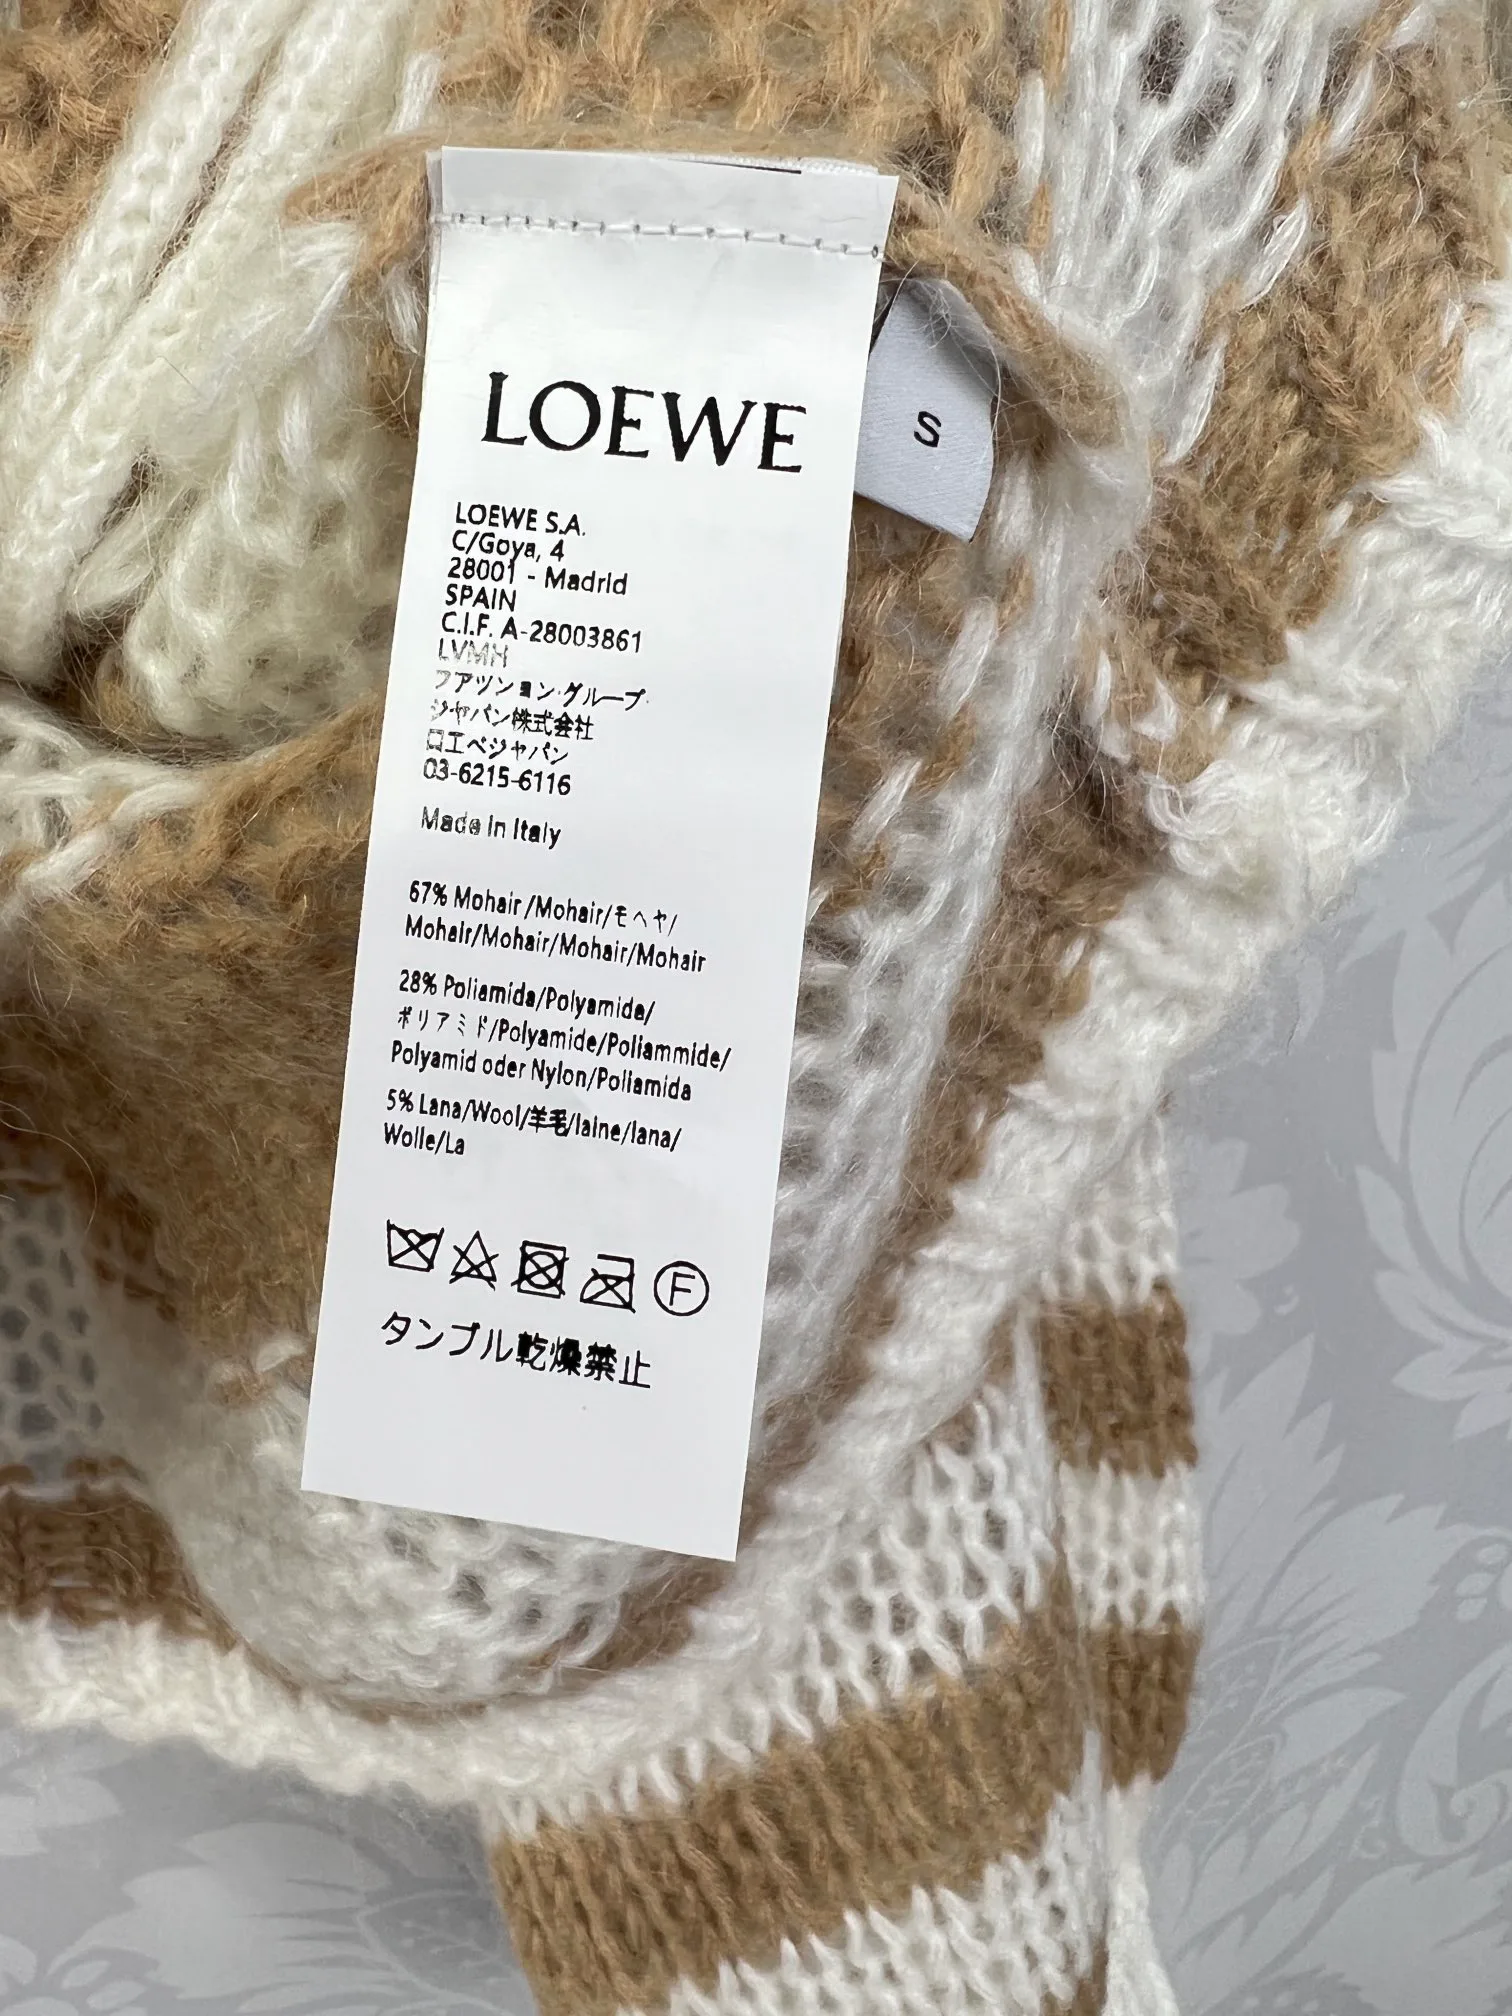 LOEWE
S
LOEWE S.A.
C/Goya, 4
28001 - Madrid
SPAIN
C.I.F. A-28003861
LVMH
フアツション・グループ・
ジヤパン株式会社
口エベジャパン
03-6215-6116
Made in Italy
67% Mohair/Mohair/モヘヤ/
Mohair/Mohair/Mohair/Mohair
28% Poliamida/Polyamide/
ポリアミド/Polyamide/Poliammide/
Polyamid oder Nylon/Poliamida
5% Lana/Wool/羊毛/laine/lana/
Wolle/La
F
タンブル乾燥禁止